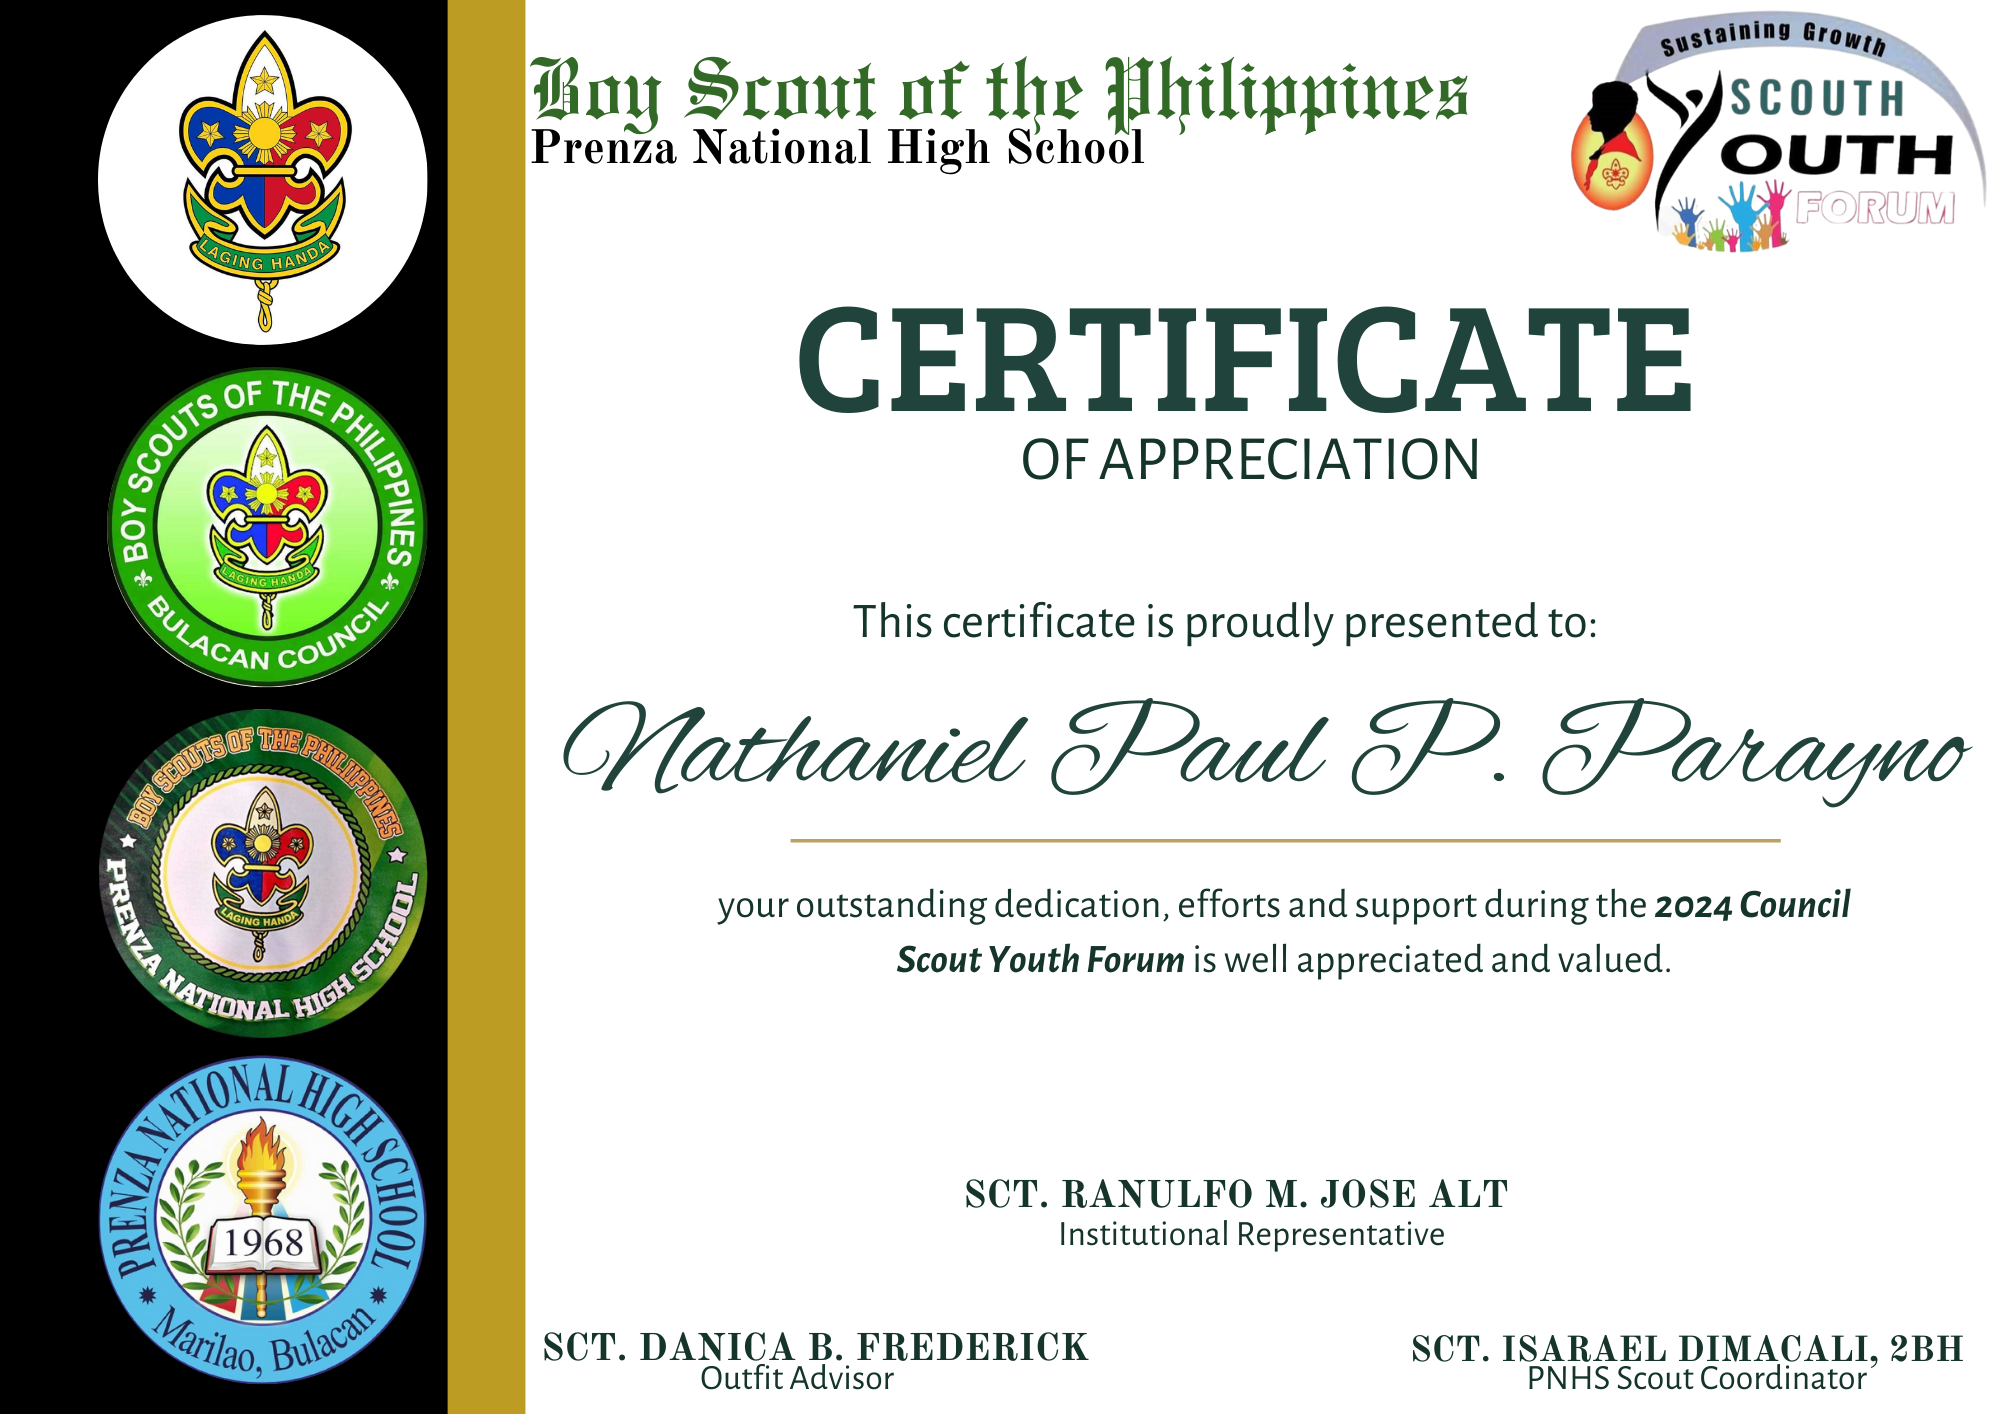 Boy Scout of the Philippines
Prenza National High School
Sustaining Growth
SCOUTH
YOUTH
FORUM
LAGING HANDA
BOY SCOUTS OF THE PHILIPPINES
LAGING HANDA
BULACAN COUNCIL
BOY SCOUTS OF THE PHILIPPINES
LAGING HANDA
PRENZA NATIONAL HIGH SCHOOL
PRENZA NATIONAL HIGH SCHOOL
1968
Marilao, Bulacan
CERTIFICATE
OF APPRECIATION
This certificate is proudly presented to:
Nathaniel Paul P. Parayno
your outstanding dedication, efforts and support during the 2024 Council
Scout Youth Forum is well appreciated and valued.
SCT. RANULFO M. JOSE ALT
Institutional Representative
SCT. DANICA B. FREDERICK
Outfit Advisor
SCT. ISARAEL DIMACALI, 2BH
PNHS Scout Coordinator